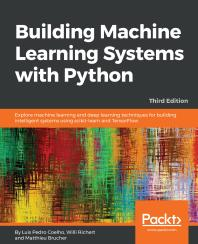 Building Machine
Learning Systems
with Python
Third Edition
Explore machine learning and deep learning techniques for building
intelligent systems using scikit-learn and TensorFlow
By Luis Pedro Coelho, Willi Richert
and Matthieu Brucher
Packt>
www.packt.com